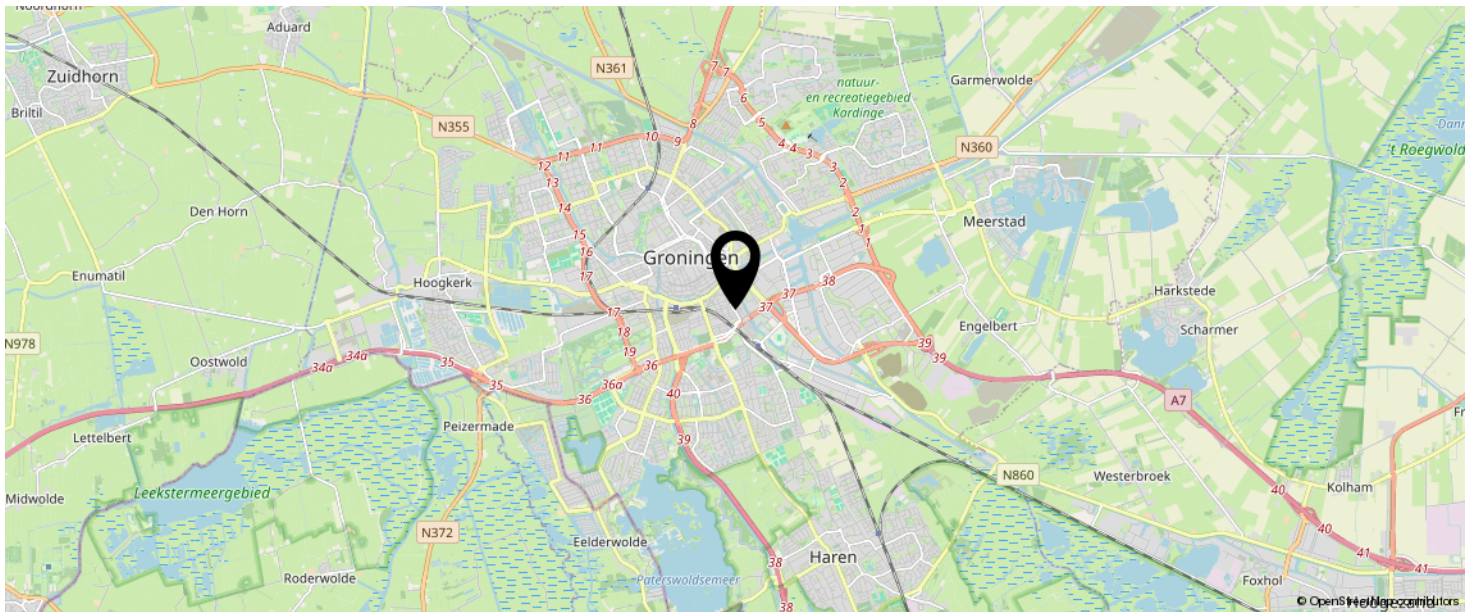 Noordhorn
Aduard
Zuidhorn
Briltil
N361
7
7
6
natuur-
en recreatiegebied
Kardinge
Garmerwolde
N355
8
5
10
9
11
11
12
4
4
3
3
N360
't Roegwold
13
2
14
2
Den Horn
Meerstad
15
1
16
1
Groningen
Enumatil
17
Hoogkerk
38
37
37
Harkstede
17
18
Engelbert
Scharmer
N978
34a
34a
35
19
36
39
39
Oostwold
35
36a
36
40
A7
Peizermade
Lettelbert
39
Midwolde
Leekstermeergebied
N860
Westerbroek
Kolham
40
N372
Eelderwolde
40
41
41
Haren
38
Roderwolde
Paterswoldsemeer
Foxhol
38
© OpenStreetMap contributors